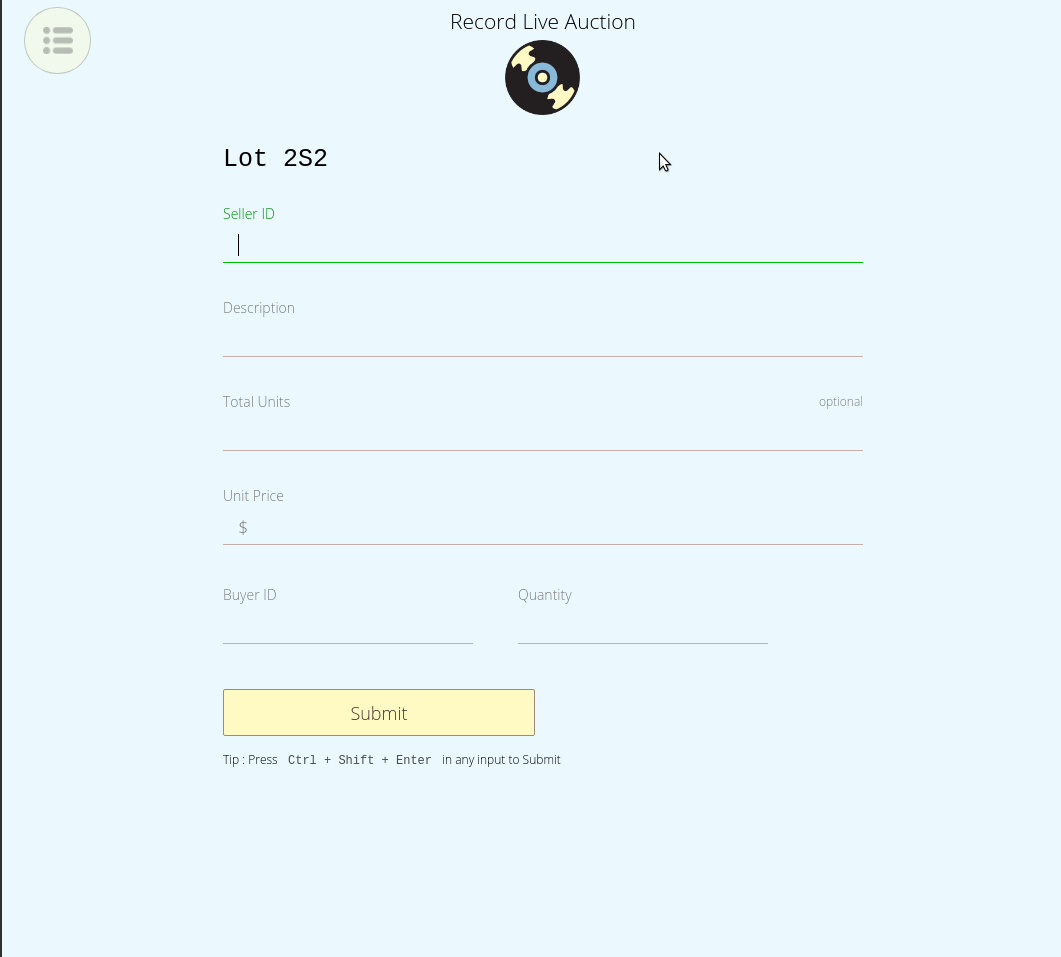 Record Live Auction
Lot 2S2
Seller ID
Description
Total Units optional
Unit Price
$
Buyer ID Quantity
Submit
Tip : Press Ctrl + Shift + Enter in any input to Submit